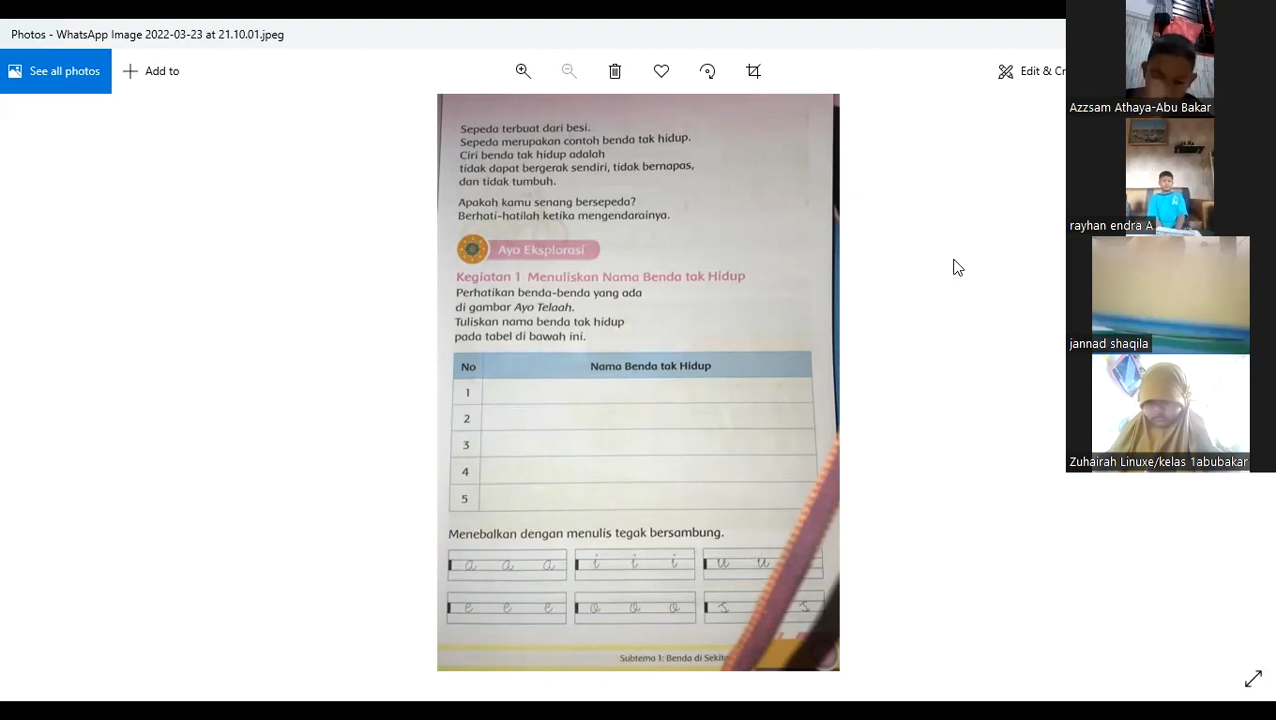 Photos - WhatsApp Image 2022-03-23 at 21.10.01.jpeg
See all photos
Add to
Edit & Cr
Sepeda terbuat dari besi.
Sepeda merupakan contoh benda tak hidup.
Ciri benda tak hidup adalah
tidak dapat bergerak sendiri, tidak bernapas,
dan tidak tumbuh.
Apakah kamu senang bersepeda?
Berhati-hatilah ketika mengendarainya.
Ayo Eksplorasi
Kegiatan 1 Menuliskan Nama Benda tak Hidup
Perhatikan benda-benda yang ada
di gambar Ayo Telaah.
Tuliskan nama benda tak hidup
pada tabel di bawah ini.
No Nama Benda tak Hidup
1
2
3
4
5
Menebalkan dengan menulis tegak bersambung.
a a a i i i u u
e e e o o o s s
Subtema 1: Benda di Sekit
Azzsam Athaya-Abu Bakar
rayhan endra A
jannad shaqila
Zuhairah Linuxe/kelas 1abubakar